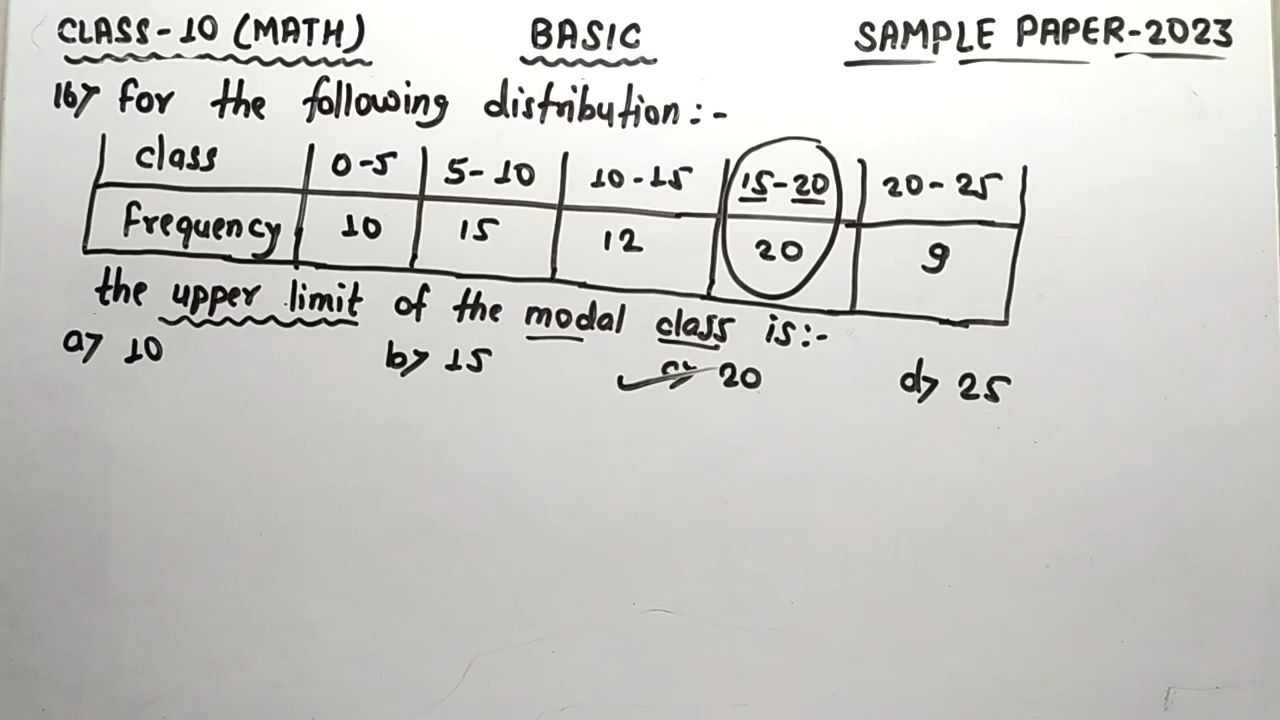 CLASS-10 (MATH) BASIC SAMPLE PAPER-2023
16> for the following distribution:-
class 0-5 5-10 10-15 15-20 20-25
frequency 10 15 12 20 9
the upper limit of the modal class is:-
a> 10 b> 15 c> 20 d> 25